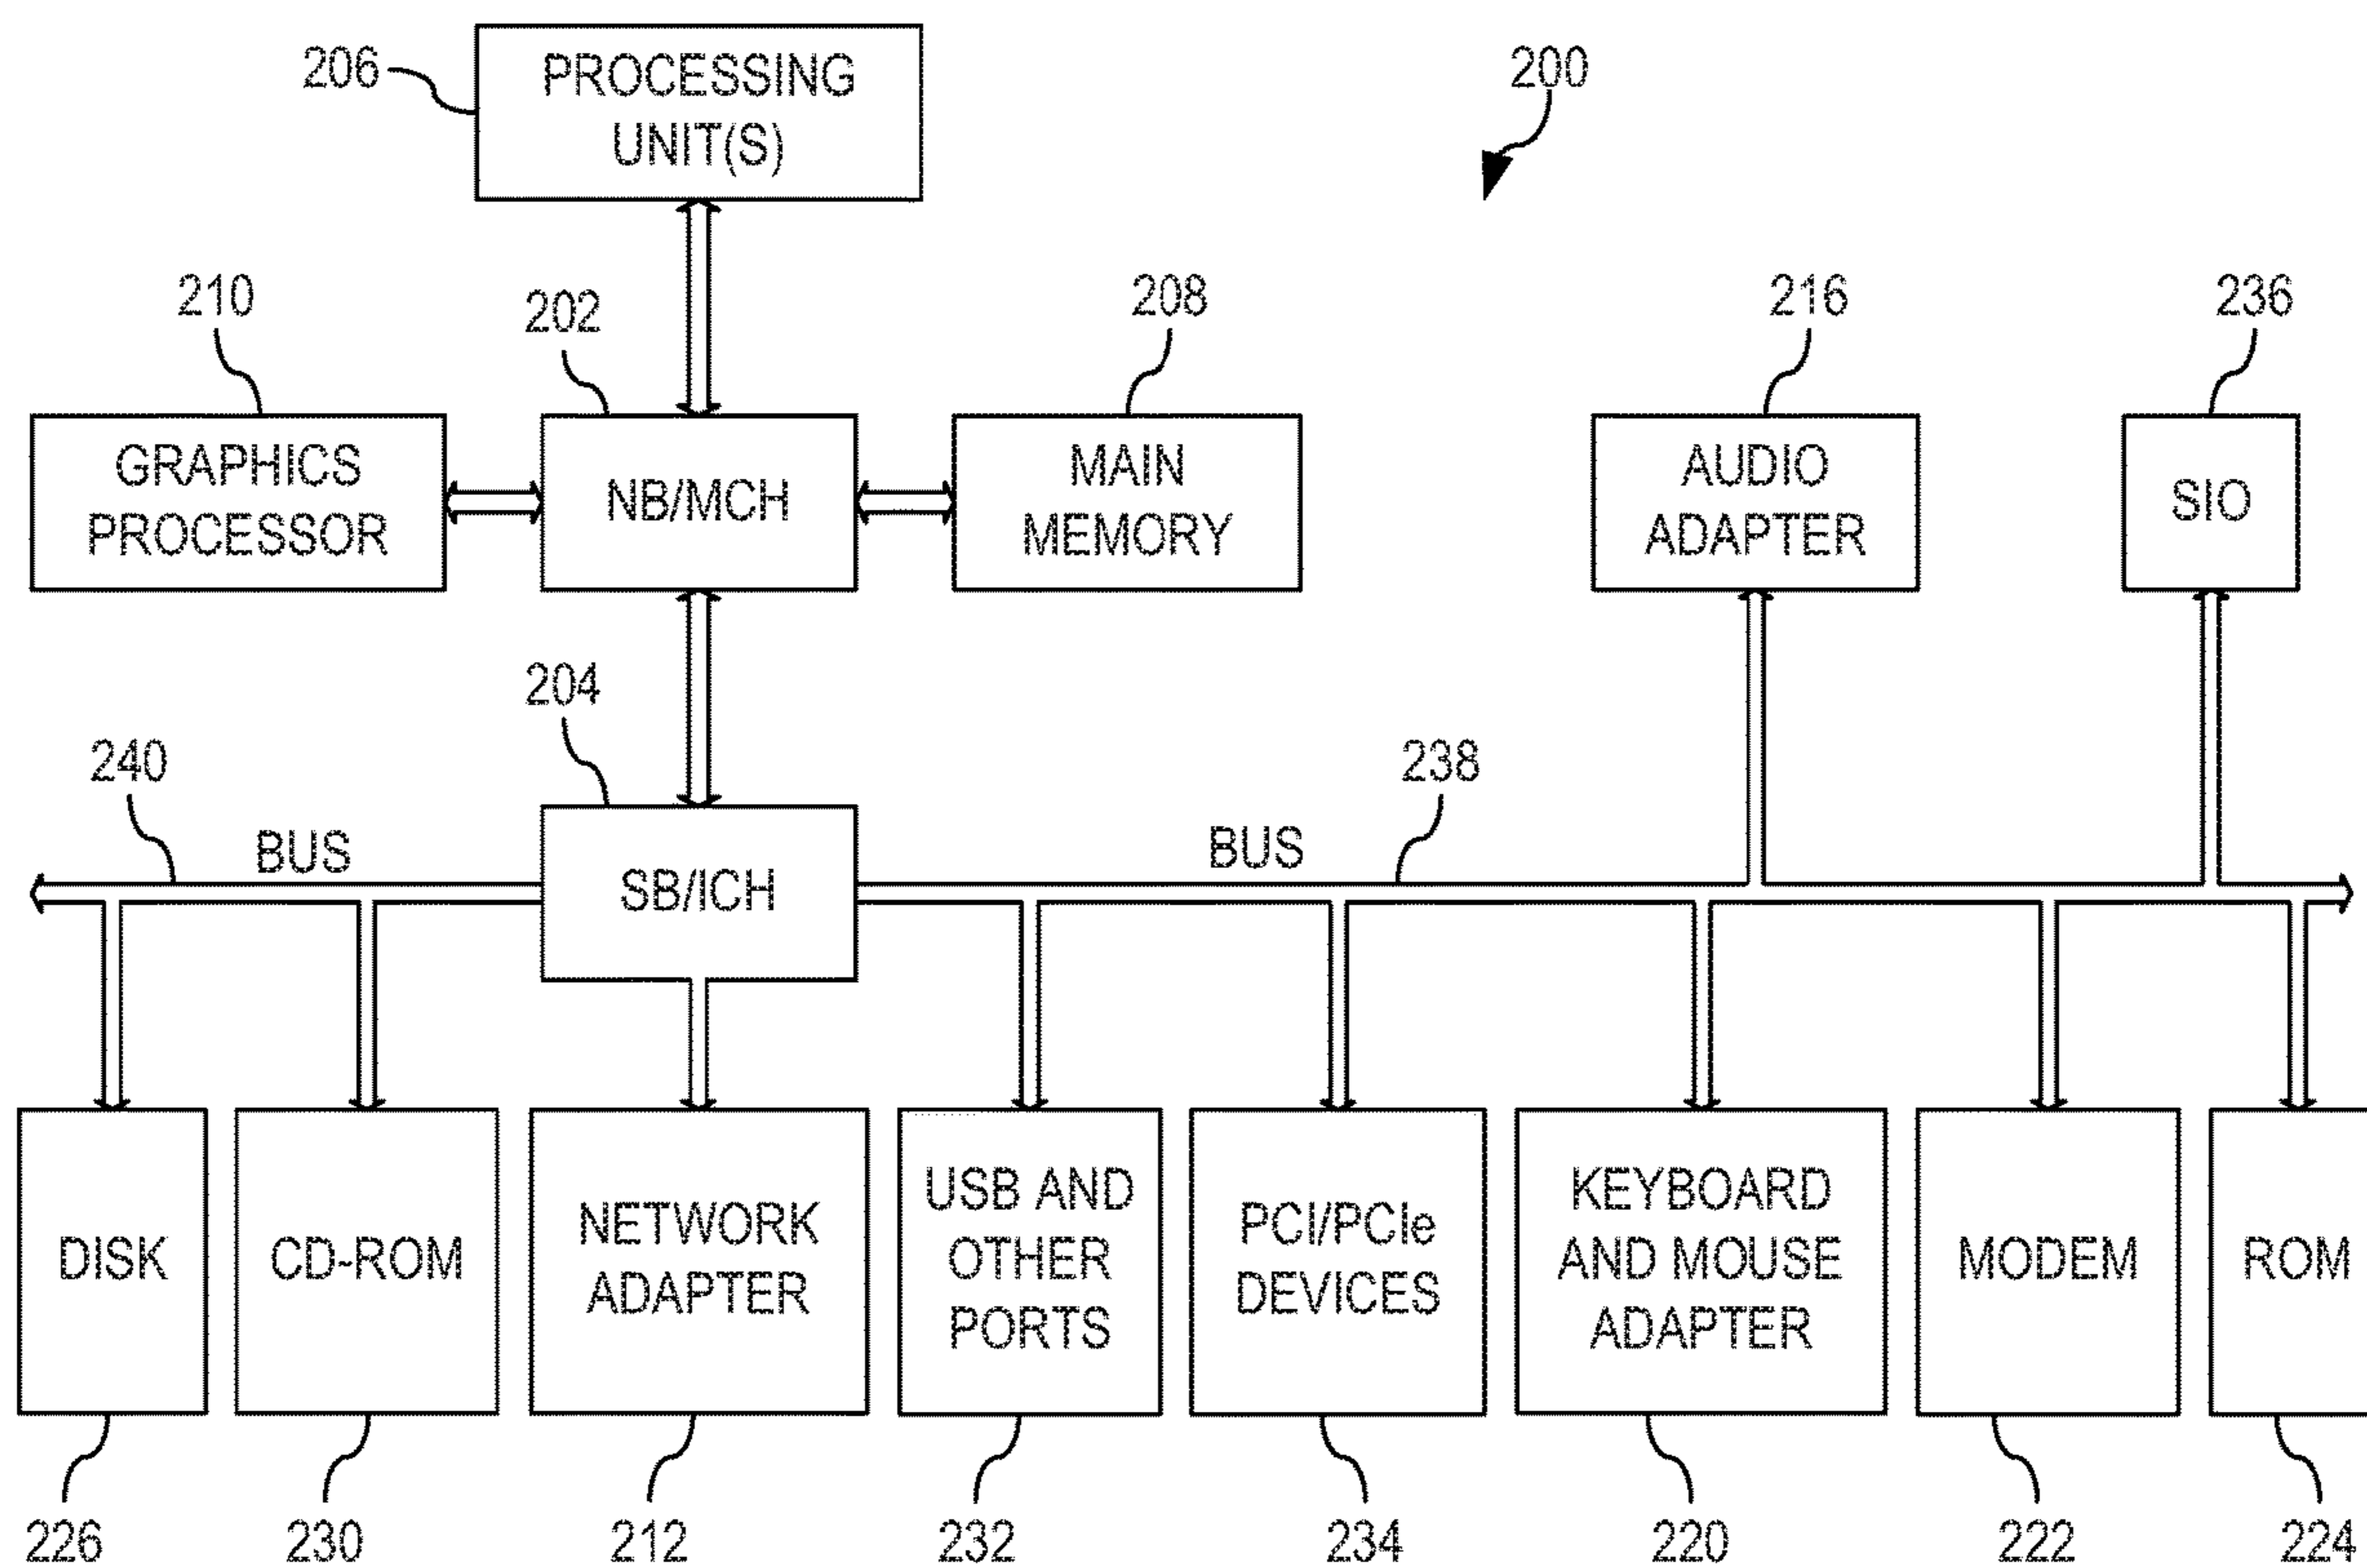 206
PROCESSING
UNIT(S)
200
210
202
208
216
236
GRAPHICS
PROCESSOR
NB/MCH
MAIN
MEMORY
AUDIO
ADAPTER
SIO
204
240
BUS
238
BUS
SB/ICH
DISK
CD-ROM
NETWORK
ADAPTER
USB AND
OTHER
PORTS
PCI/PCIe
DEVICES
KEYBOARD
AND MOUSE
ADAPTER
MODEM
ROM
226
230
212
232
234
220
222
224